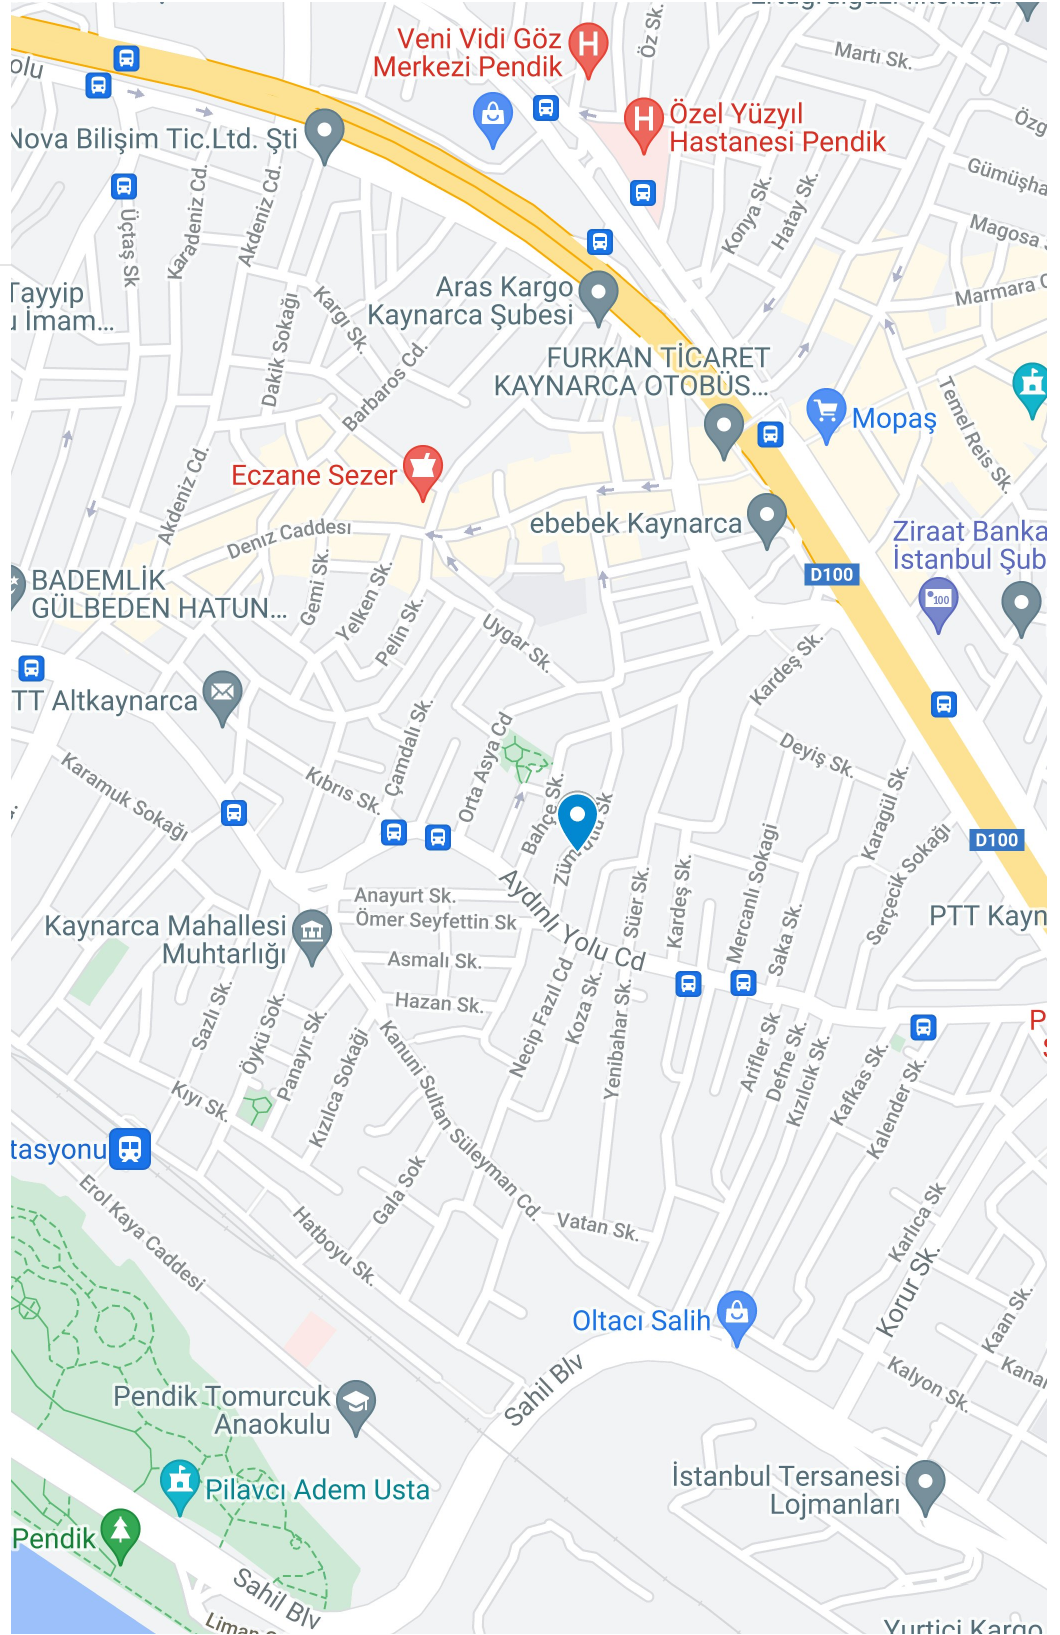 Veni Vidi Göz
Merkezi Pendik
Öz Sk.
Martı Sk.
olu
Özel Yüzyıl
Hastanesi Pendik
Nova Bilişim Tic.Ltd. Şti
Özg
Gümüşha
Üçtaş Sk
Karadeniz Cd.
Akdeniz Cd.
Konya Sk.
Hatay Sk.
Magosa S
Tayyip
u İmam...
Aras Kargo
Kaynarca Şubesi
Marmara C
Kargı Sk.
Dakik Sokağı
Barbaros Cd.
FURKAN TİCARET
KAYNARCA OTOBÜS...
Mopaş
Temel Reis Sk.
Eczane Sezer
Akdeniz Cd.
Deniz Caddesi
ebebek Kaynarca
Ziraat Banka
İstanbul Şub
D100
100
BADEMLİK
GÜLBEDEN HATUN...
Gemi Sk.
Yelken Sk.
Pelin Sk.
Uygar Sk.
Kardeş Sk.
TT Altkaynarca
Çamdalı Sk.
Orta Asya Cd
Deyiş Sk.
Karamuk Sokağı
Kıbrıs Sk.
Bahçe Sk.
Karagül Sk.
D100
Mercanlı Sokagi
Serçecik Sokağı
Aydınlı Yolu Cd
Anayurt Sk.
Ömer Seyfettin Sk
Süer Sk.
Kardeş Sk.
Saka Sk.
PTT Kayn
Kaynarca Mahallesi
Muhtarlığı
Asmalı Sk.
Hazan Sk.
Sazlı Sk.
Öykü Sok.
Panayır Sk.
Kızılca Sokağı
Necip Fazıl Cd
Koza Sk.
Yenibahar Sk.
Arifler Sk
Defne Sk.
Kızılcık Sk.
Kafkas Sk.
Kalender Sk.
P
Ş
Kıyı Sk.
Kanuni Sultan Süleyman Cd.
tasyonu
Erol Kaya Caddesi
Hatboyu Sk.
Gala Sok
Vatan Sk.
Karlıca Sk
Korur Sk.
Kaan Sk.
Oltacı Salih
Sahil Blv
Kalyon Sk.
Kanar
Pendik Tomurcuk
Anaokulu
Pilavcı Adem Usta
İstanbul Tersanesi
Lojmanları
Pendik
Sahil Blv
Liman
Yurtiçi Kargo